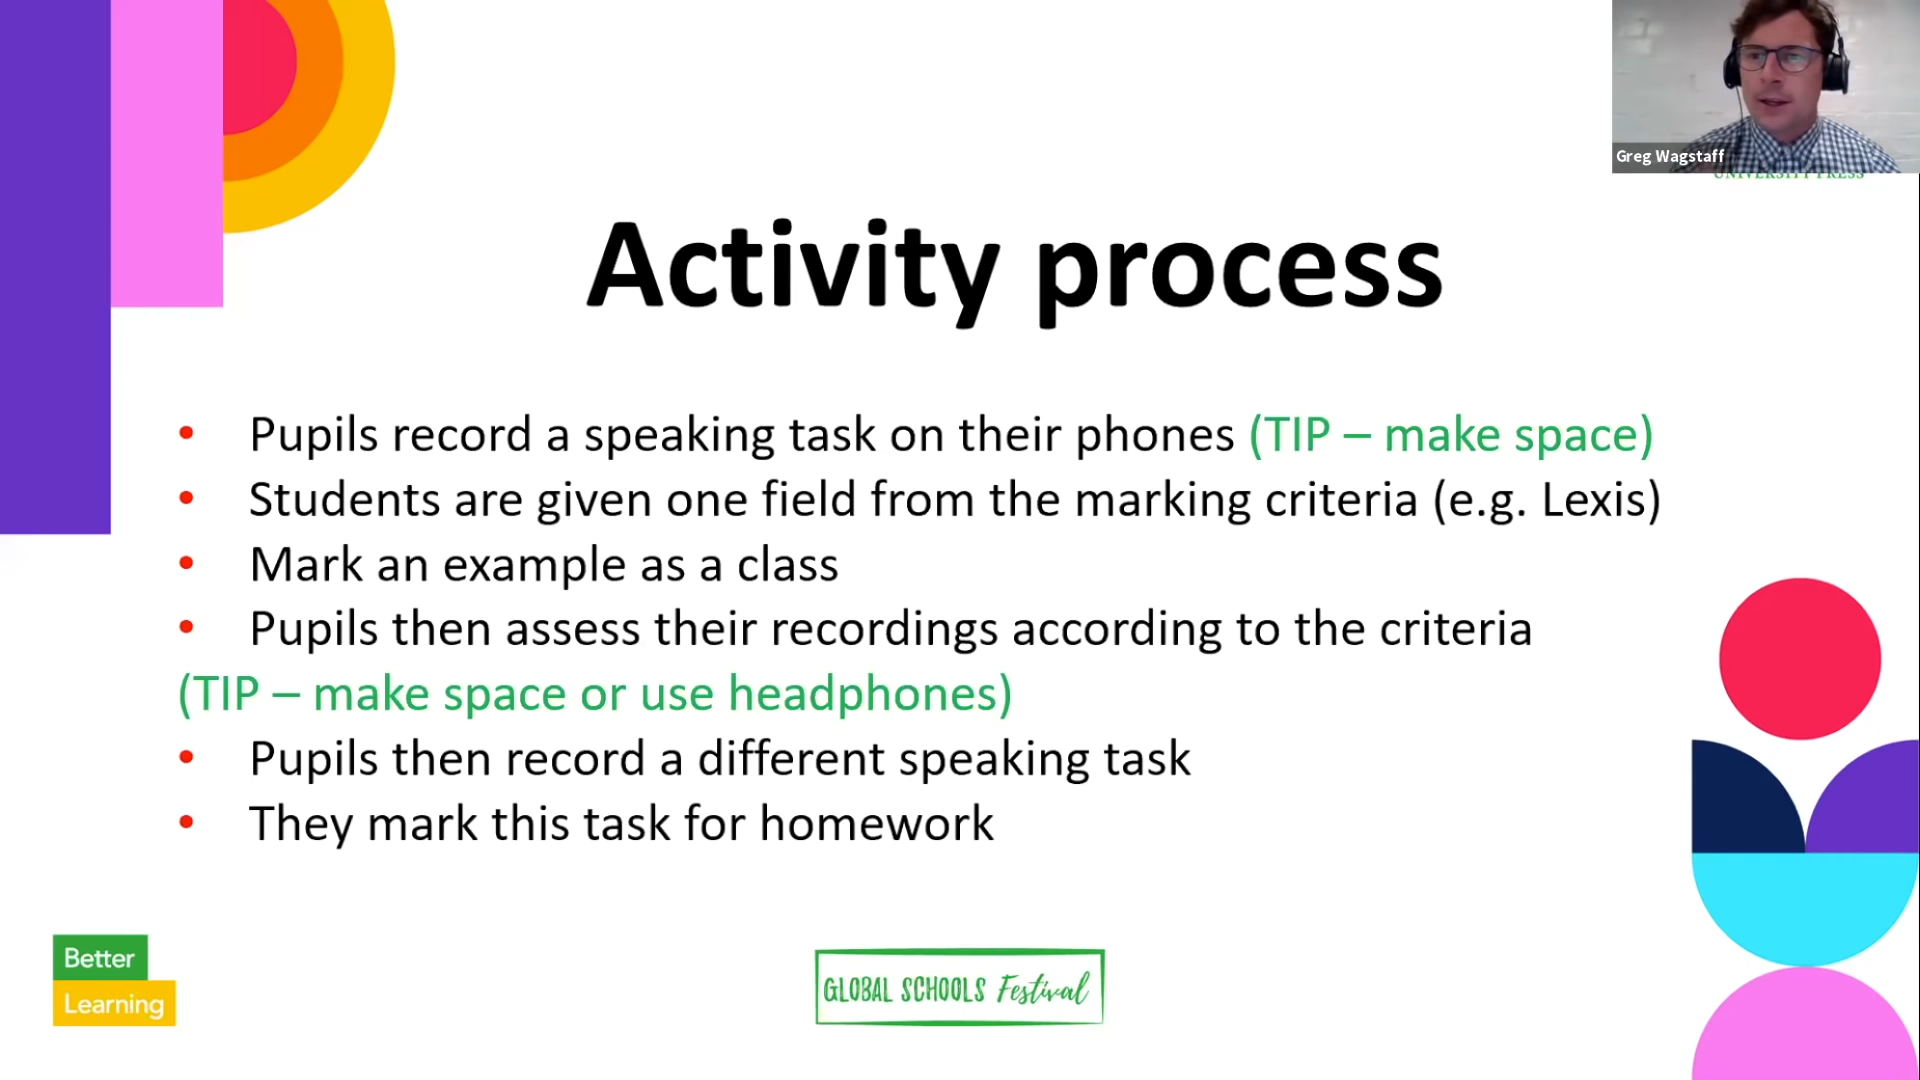 Greg Wagstaff
UNIVERSITY PRESS
Activity process
• Pupils record a speaking task on their phones (TIP – make space)
• Students are given one field from the marking criteria (e.g. Lexis)
• Mark an example as a class
• Pupils then assess their recordings according to the criteria
(TIP – make space or use headphones)
• Pupils then record a different speaking task
• They mark this task for homework
Better
Learning
GLOBAL SCHOOLS Festival